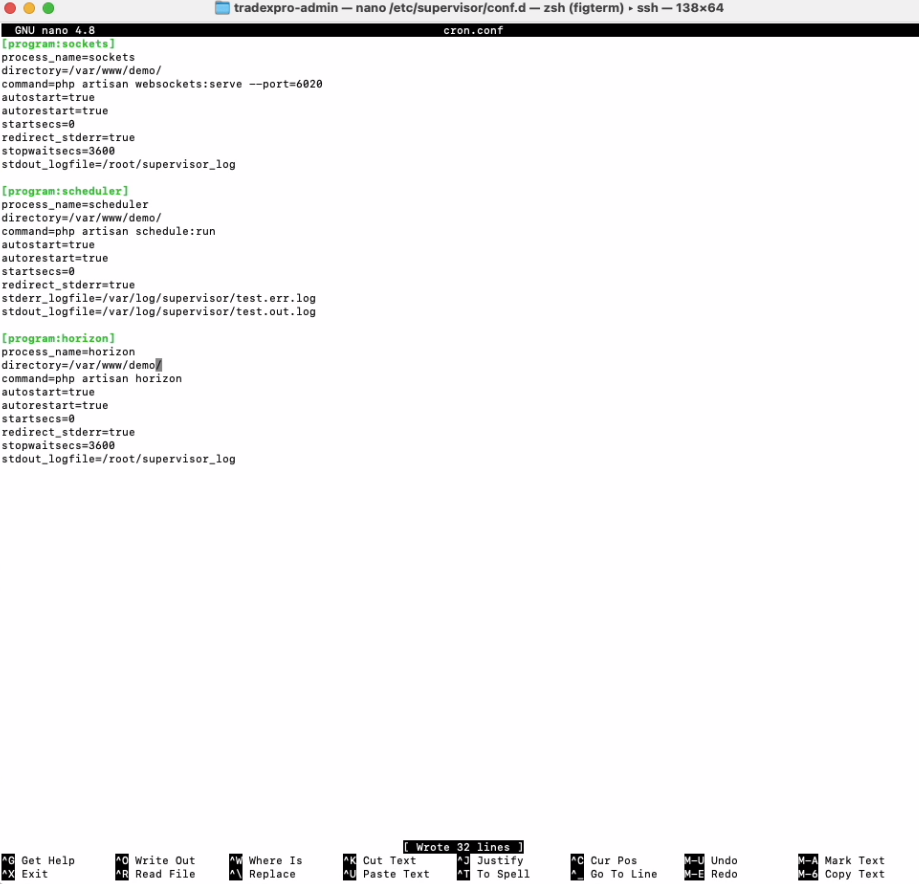 tradexpro-admin — nano /etc/supervisor/conf.d — zsh (figterm) ▸ ssh — 138×64
GNU nano 4.8 cron.conf
[program:sockets]
process_name=sockets
directory=/var/www/demo/
command=php artisan websockets:serve --port=6020
autostart=true
autorestart=true
startsecs=0
redirect_stderr=true
stopwaitsecs=3600
stdout_logfile=/root/supervisor_log
[program:scheduler]
process_name=scheduler
directory=/var/www/demo/
command=php artisan schedule:run
autostart=true
autorestart=true
startsecs=0
redirect_stderr=true
stderr_logfile=/var/log/supervisor/test.err.log
stdout_logfile=/var/log/supervisor/test.out.log
[program:horizon]
process_name=horizon
directory=/var/www/demo/
command=php artisan horizon
autostart=true
autorestart=true
startsecs=0
redirect_stderr=true
stopwaitsecs=3600
stdout_logfile=/root/supervisor_log
[ Wrote 32 lines ]
^G Get Help ^O Write Out ^W Where Is ^K Cut Text ^J Justify ^C Cur Pos M-U Undo M-A Mark Text
^X Exit ^R Read File ^\ Replace ^U Paste Text ^T To Spell ^_ Go To Line M-E Redo M-6 Copy Text